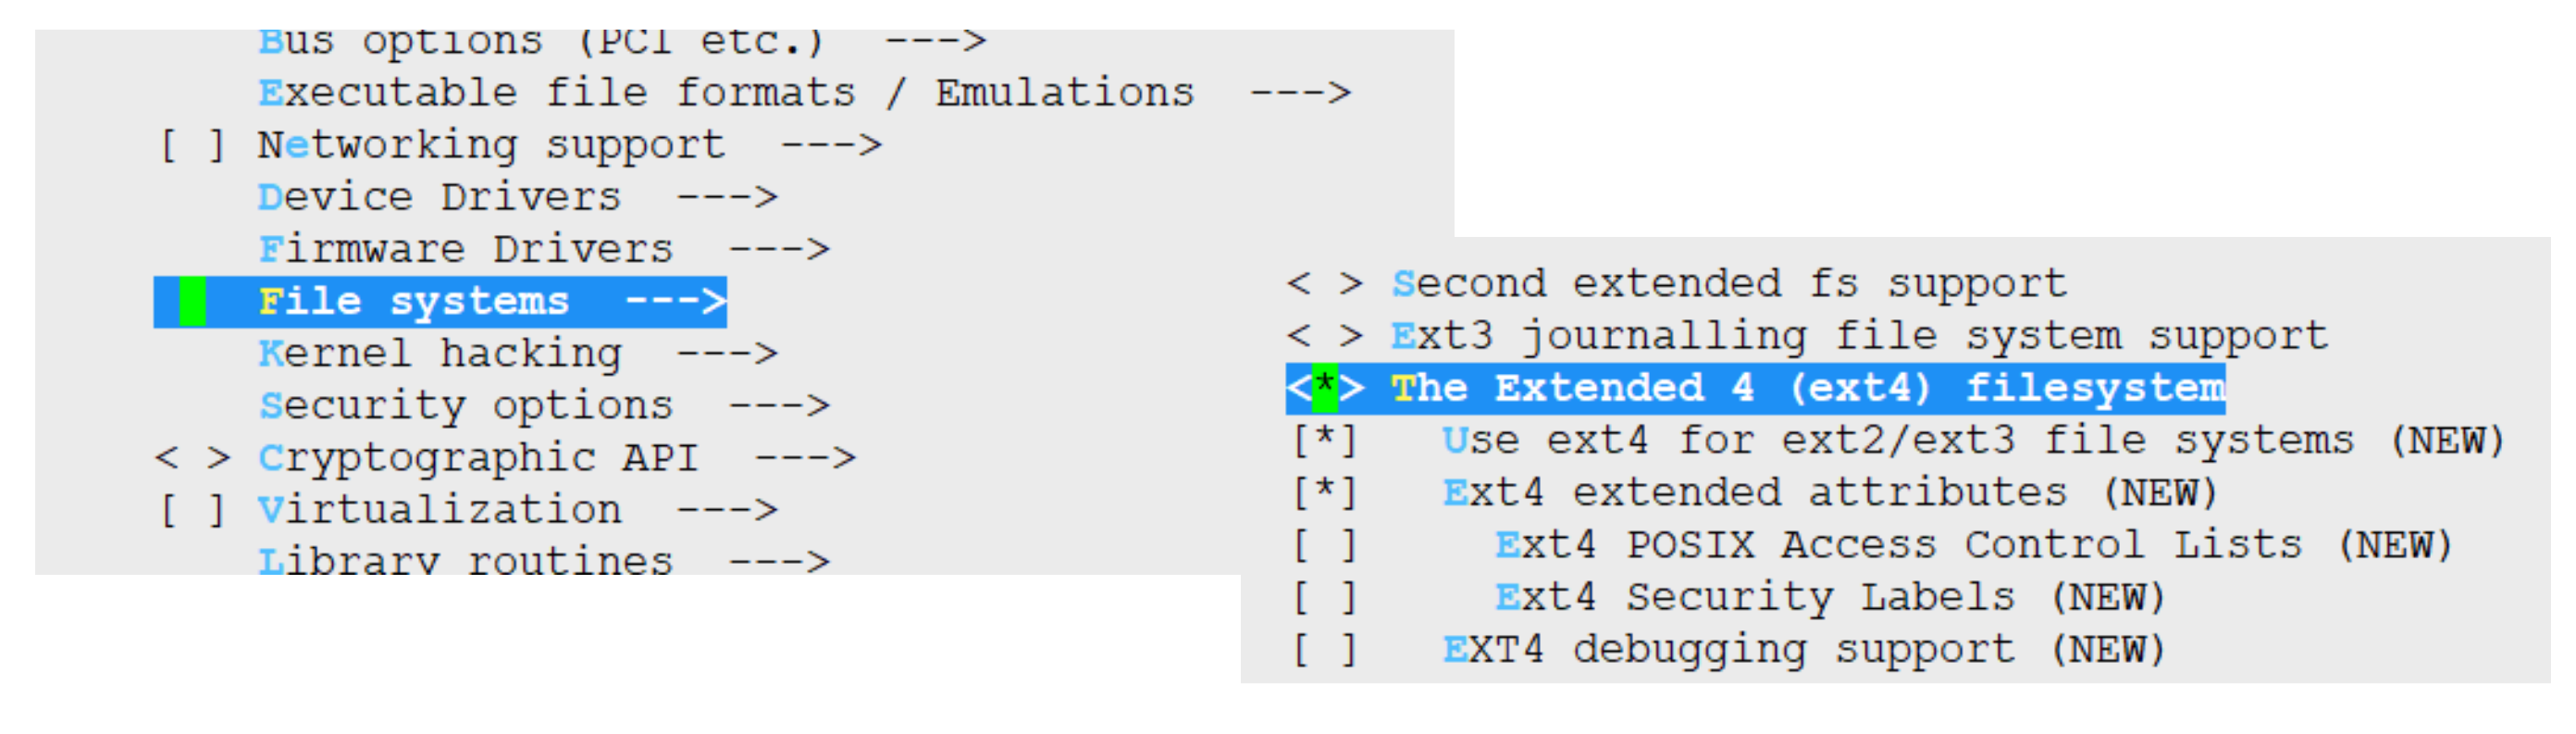 Bus options (PCI etc.)  --->
Executable file formats / Emulations  --->
[ ] Networking support  --->
Device Drivers  --->
Firmware Drivers  --->
File systems  --->
Kernel hacking  --->
Security options  --->
< > Cryptographic API  --->
[ ] Virtualization  --->
Library routines  --->
< > Second extended fs support
< > Ext3 journalling file system support
<*> The Extended 4 (ext4) filesystem
[*]   Use ext4 for ext2/ext3 file systems (NEW)
[*]   Ext4 extended attributes (NEW)
[ ]     Ext4 POSIX Access Control Lists (NEW)
[ ]     Ext4 Security Labels (NEW)
[ ]   EXT4 debugging support (NEW)